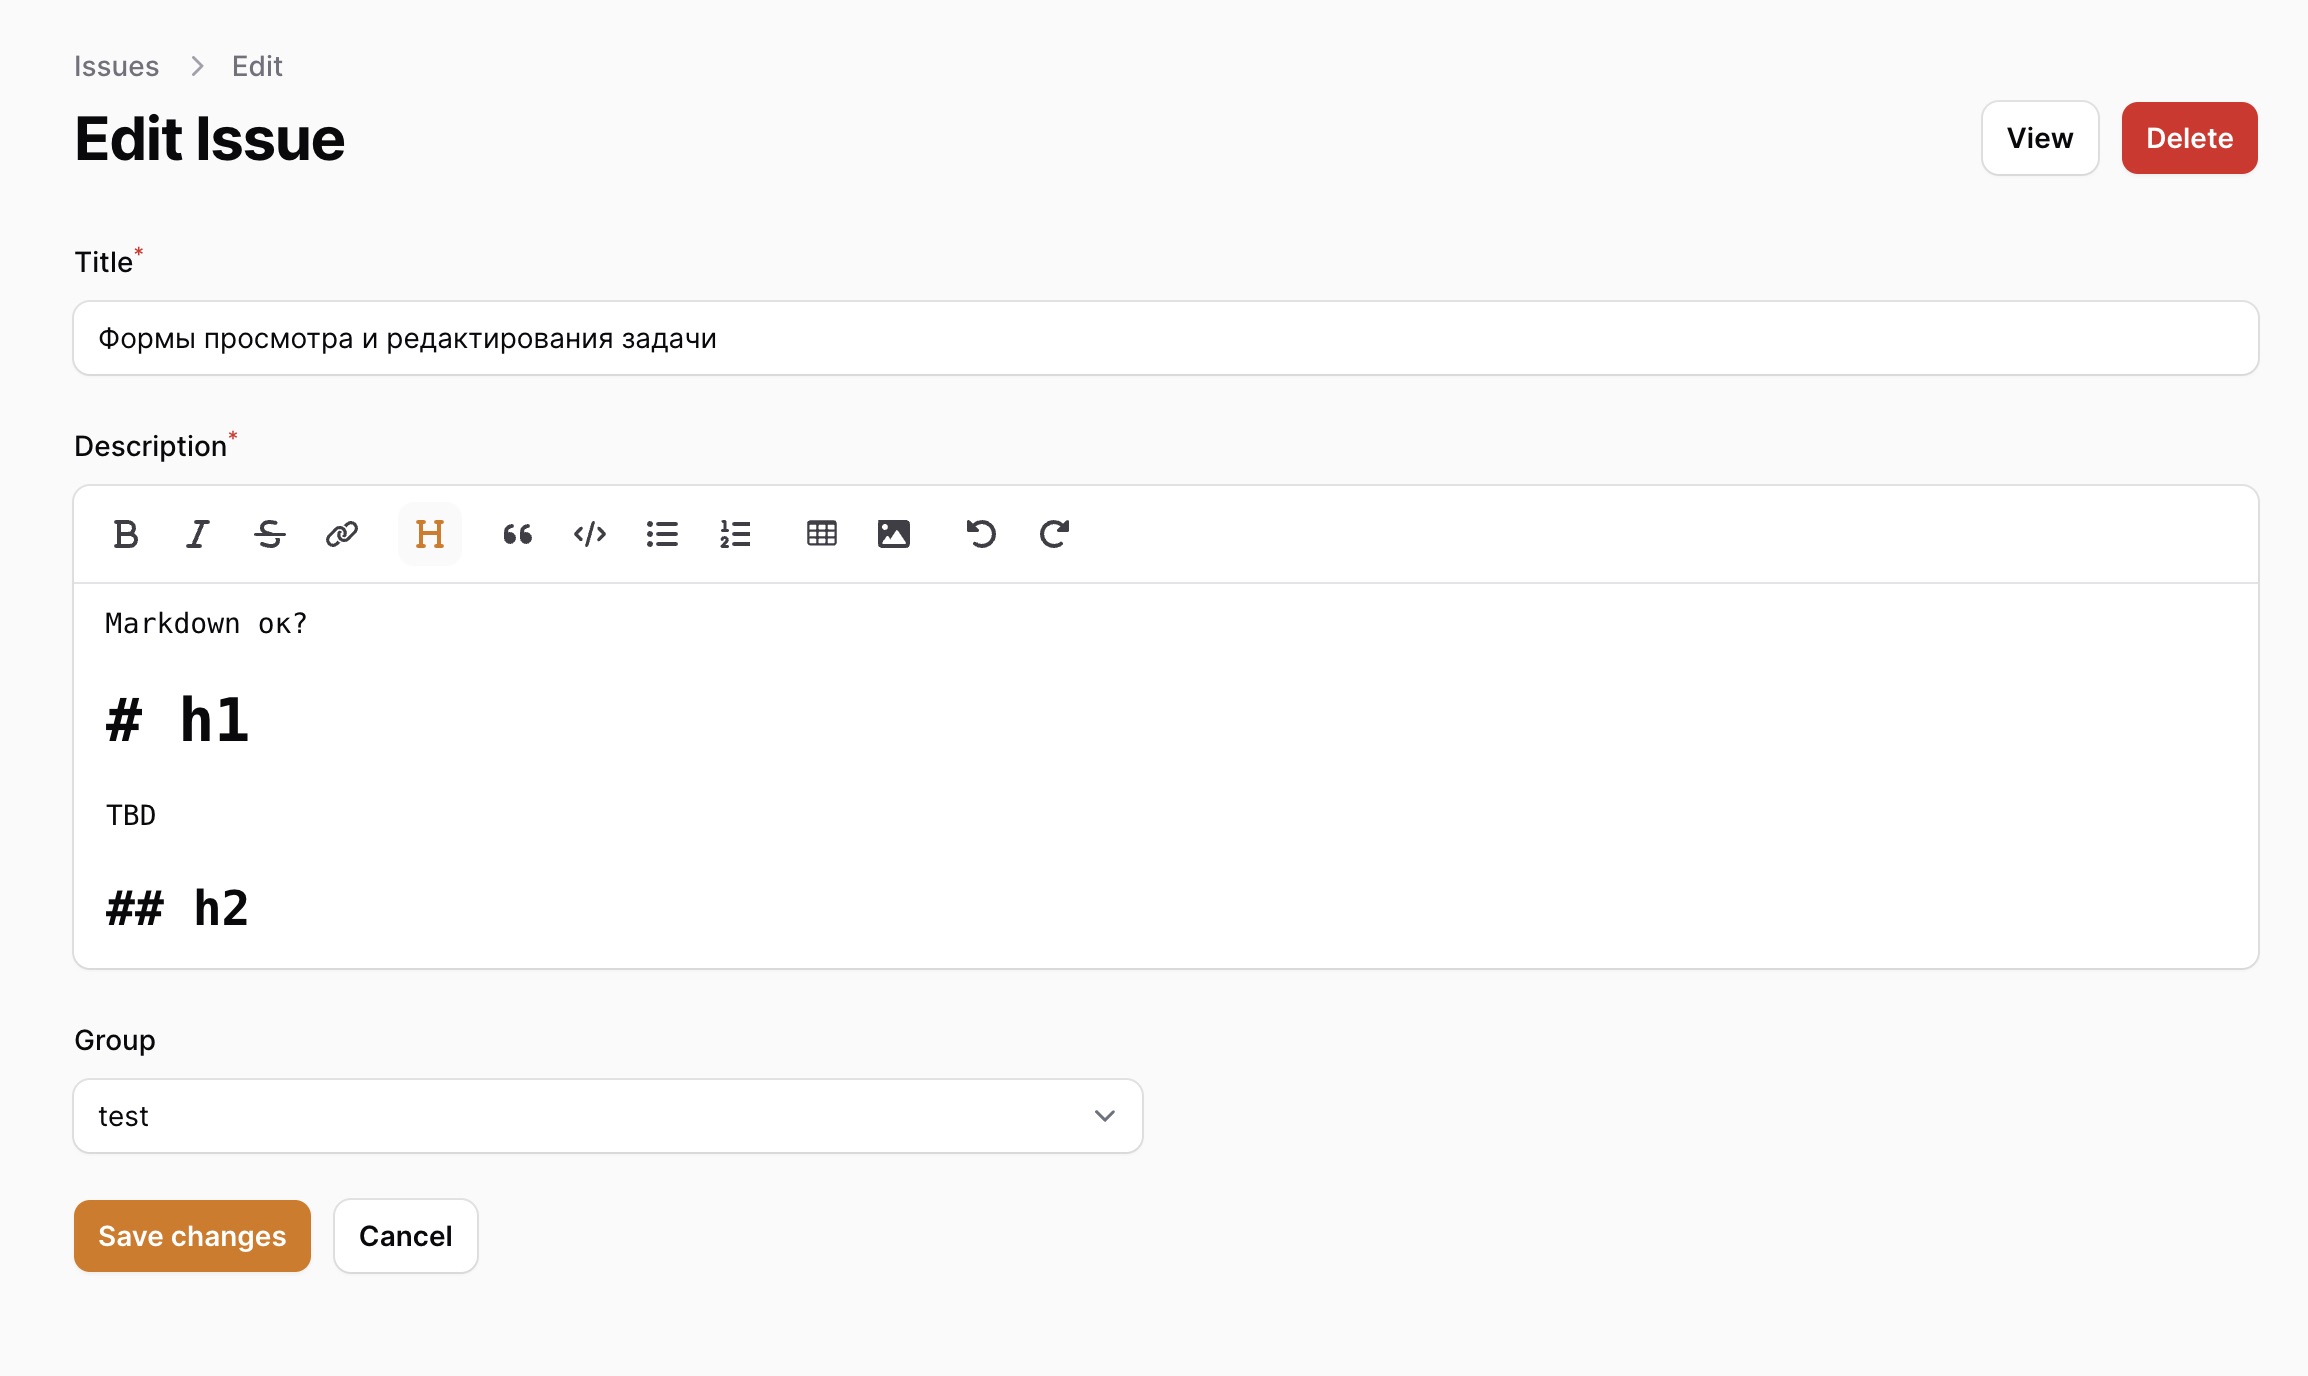 Issues > Edit
Edit Issue
View
Delete
Title*
Формы просмотра и редактирования задачи
Description*
Markdown ок?
# h1
TBD
## h2
Group
test
Save changes
Cancel